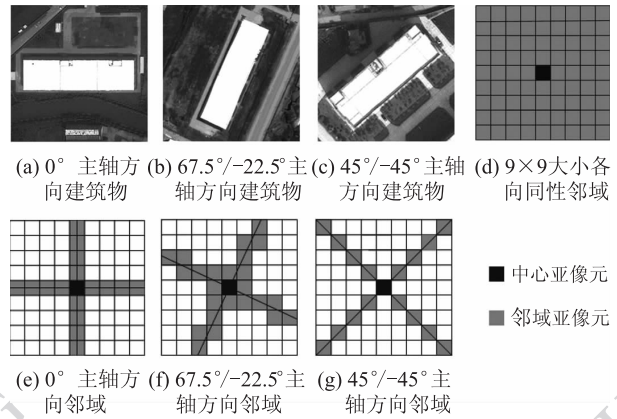 (a) 0° 主轴方
向建筑物
(b) 67.5°/-22.5°主
轴方向建筑物
(c) 45°/-45°主轴
方向建筑物
(d) 9×9大小各
向同性邻域
(e) 0° 主轴方
向邻域
(f) 67.5°/-22.5°主
轴方向邻域
(g) 45°/-45°主
轴方向邻域
中心亚像元
邻域亚像元